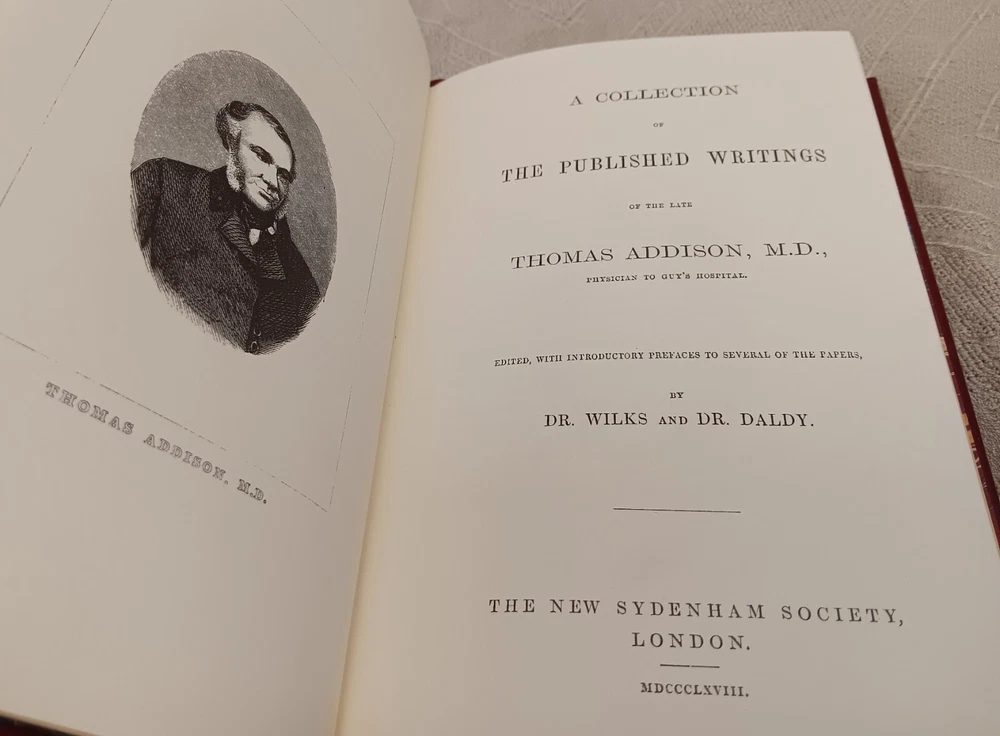 THOMAS ADDISON, M.D.
A COLLECTION
OF
THE PUBLISHED WRITINGS
OF THE LATE
THOMAS ADDISON, M.D.,
PHYSICIAN TO GUY'S HOSPITAL.
EDITED, WITH INTRODUCTORY PREFACES TO SEVERAL OF THE PAPERS,
BY
DR. WILKS AND DR. DALDY.
THE NEW SYDENHAM SOCIETY,
LONDON.
MDCCCLXVIII.